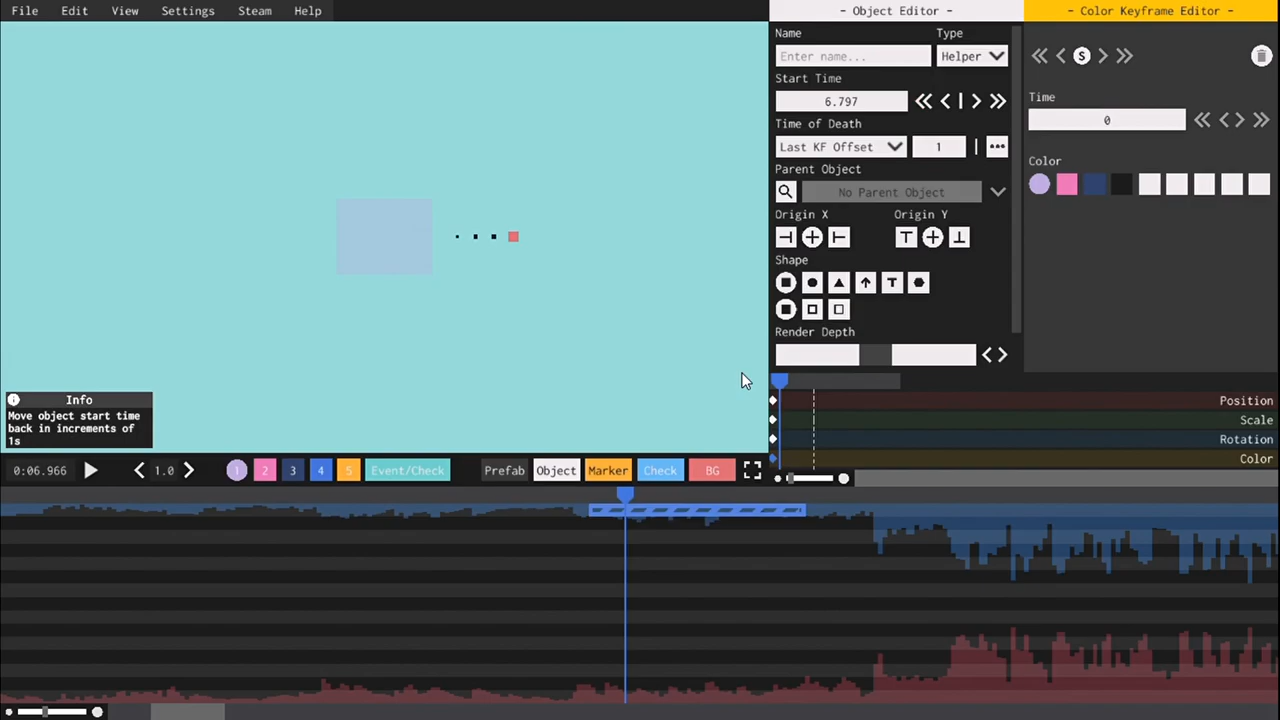 File Edit View Settings Steam Help
- Object Editor -
- Color Keyframe Editor -
Name
Type
Enter name...
Helper
S
Start Time
6.797
Time
0
Time of Death
Last KF Offset
1
Parent Object
No Parent Object
Color
Origin X
Origin Y
Shape
T
Render Depth
Info
Move object start time
back in increments of
1s
Position
Scale
Rotation
Color
0:06.966
1.0
1 2 3 4 5
Event/Check
Prefab
Object
Marker
Check
BG